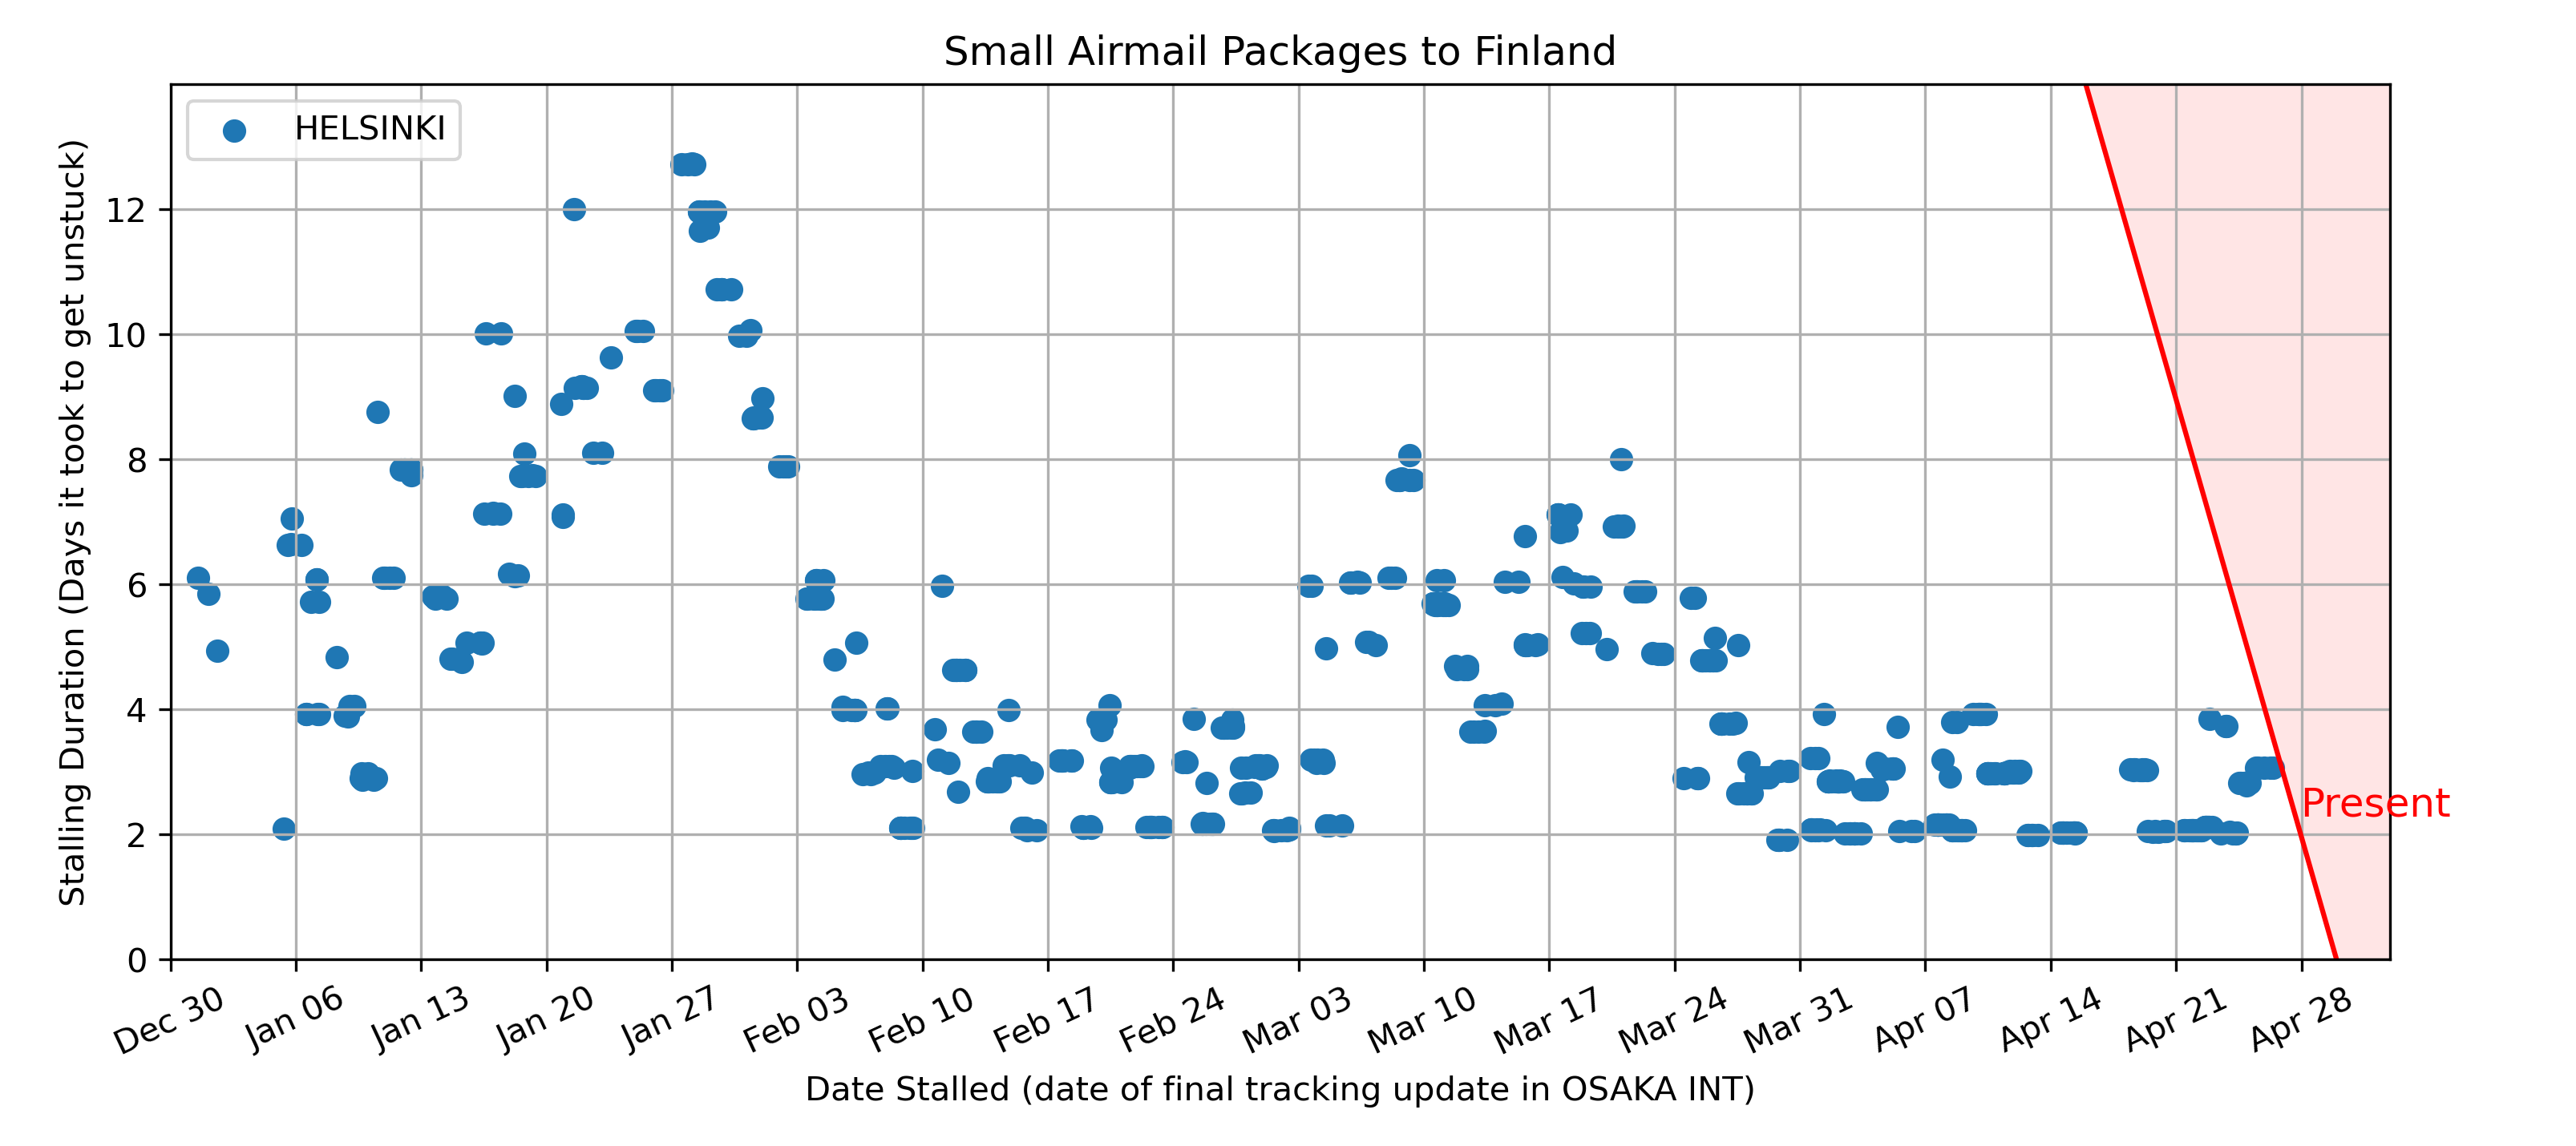 Small Airmail Packages to Finland
HELSINKI
Stalling Duration (Days it took to get unstuck)
12
10
8
6
4
2
0
Present
Dec 30
Jan 06
Jan 13
Jan 20
Jan 27
Feb 03
Feb 10
Feb 17
Feb 24
Mar 03
Mar 10
Mar 17
Mar 24
Mar 31
Apr 07
Apr 14
Apr 21
Apr 28
Date Stalled (date of final tracking update in OSAKA INT)